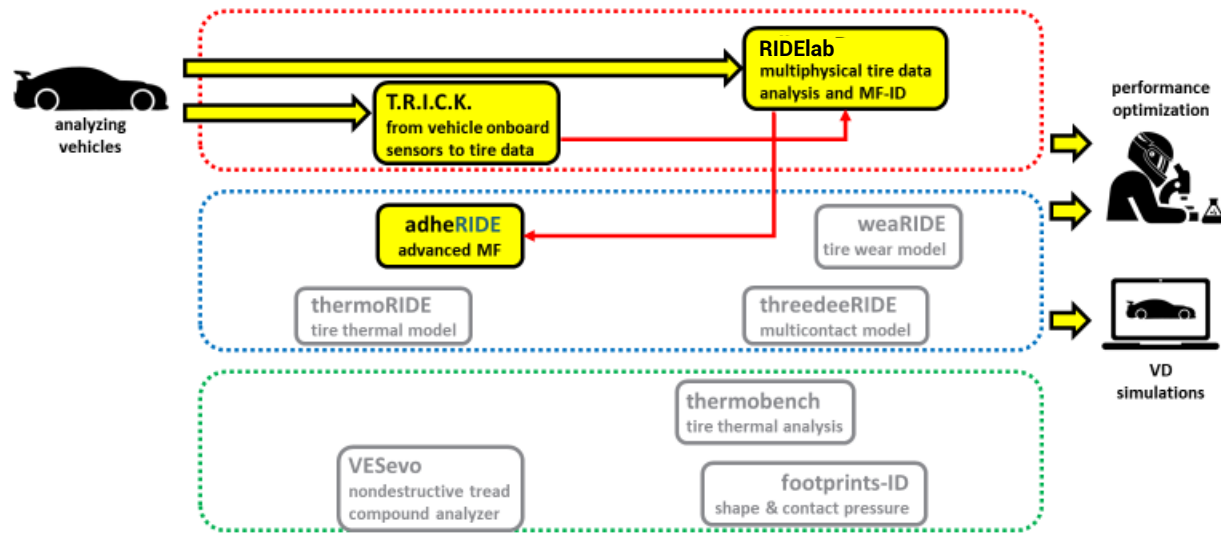 RIDElab
multiphysical tire data
analysis and MF-ID
T.R.I.C.K.
from vehicle onboard
sensors to tire data
analyzing
vehicles
performance
optimization
adheRIDE
advanced MF
weaRIDE
tire wear model
thermoRIDE
tire thermal model
threedeeRIDE
multicontact model
VD
simulations
thermobench
tire thermal analysis
VESevo
nondestructive tread
compound analyzer
footprints-ID
shape & contact pressure